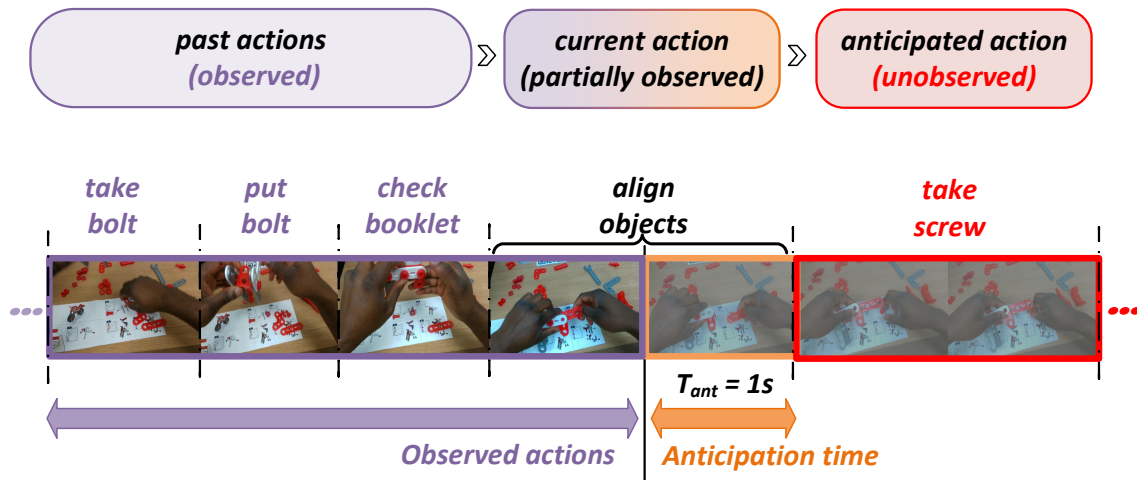 past actions
(observed)
current action
(partially observed)
anticipated action
(unobserved)
take
bolt
put
bolt
check
booklet
align
objects
take
screw
T_ant = 1s
Observed actions
Anticipation time